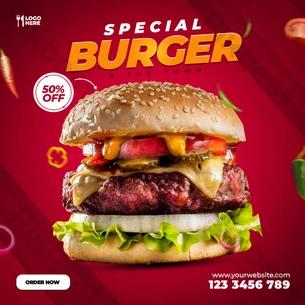 LOGO
HERE
SPECIAL
BURGER
IN THE TOWN
50%
OFF
ORDER NOW
www.yourwebsite.com
123 3456 789